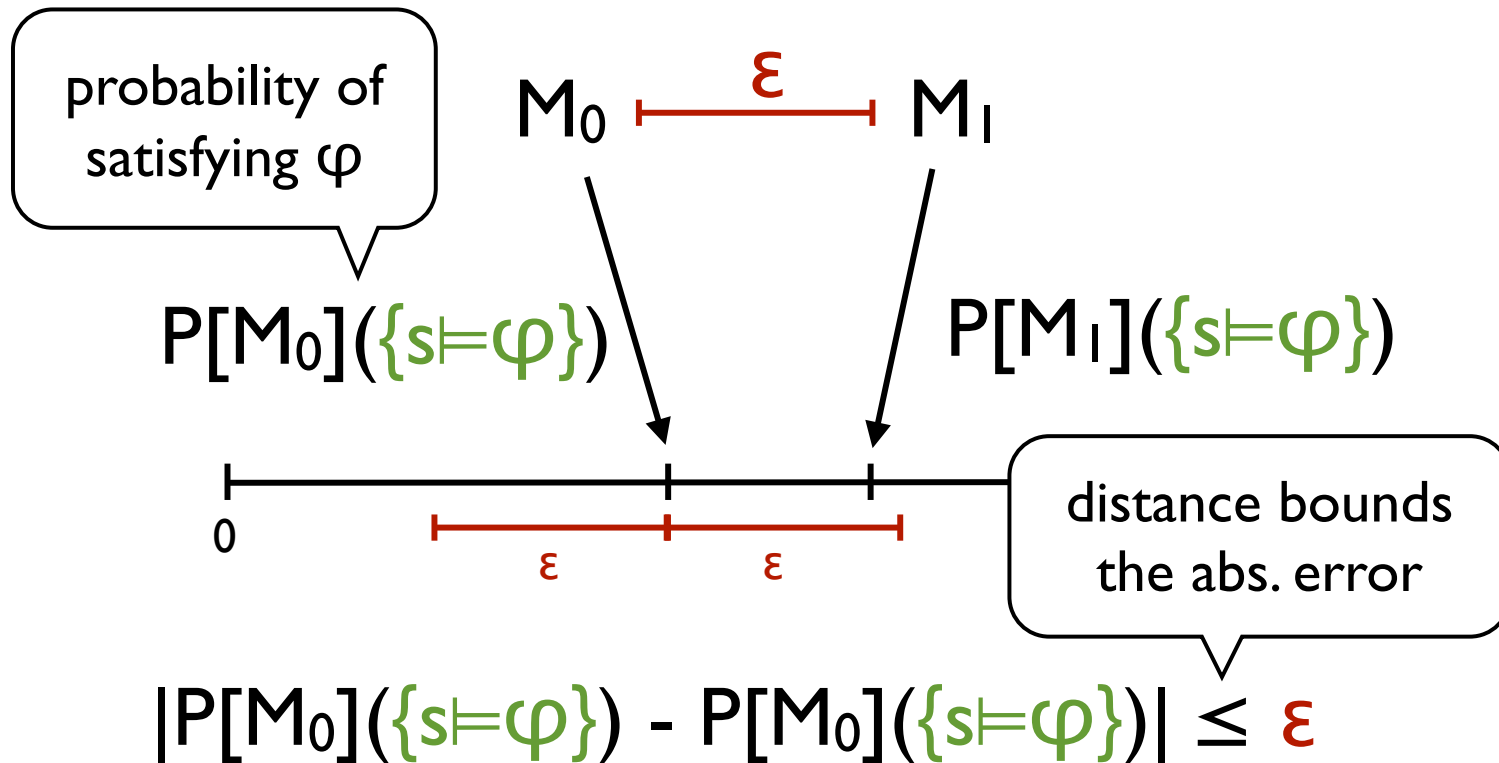 probability of
satisfying φ
M₀ ε M₁
P[M₀]({s⊨φ})
P[M₁]({s⊨φ})
0
ε ε
distance bounds
the abs. error
|P[M₀]({s⊨φ}) - P[M₀]({s⊨φ})| ≤ ε